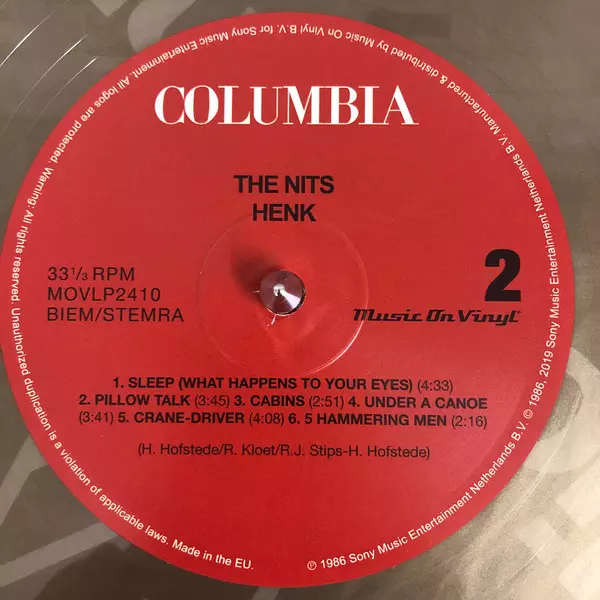 COLUMBIA
THE NITS
HENK
33 1/3 RPM
MOVLP2410
BIEM/STEMRA
2
Music On Vinyl
1. SLEEP (WHAT HAPPENS TO YOUR EYES) (4:33)
2. PILLOW TALK (3:45) 3. CABINS (2:51) 4. UNDER A CANOE
(3:41) 5. CRANE-DRIVER (4:08) 6. 5 HAMMERING MEN (2:16)
(H. Hofstede/R. Kloet/R.J. Stips-H. Hofstede)
℗ 1986 Sony Music Entertainment Netherlands B.V. © 1986, 2019 Sony Music Entertainment Netherlands B.V. Manufactured & distributed by Music On Vinyl B.V. for Sony Music Entertainment. All logos are protected. Warning: All rights reserved. Unauthorized duplication is a violation of applicable laws. Made in the EU.